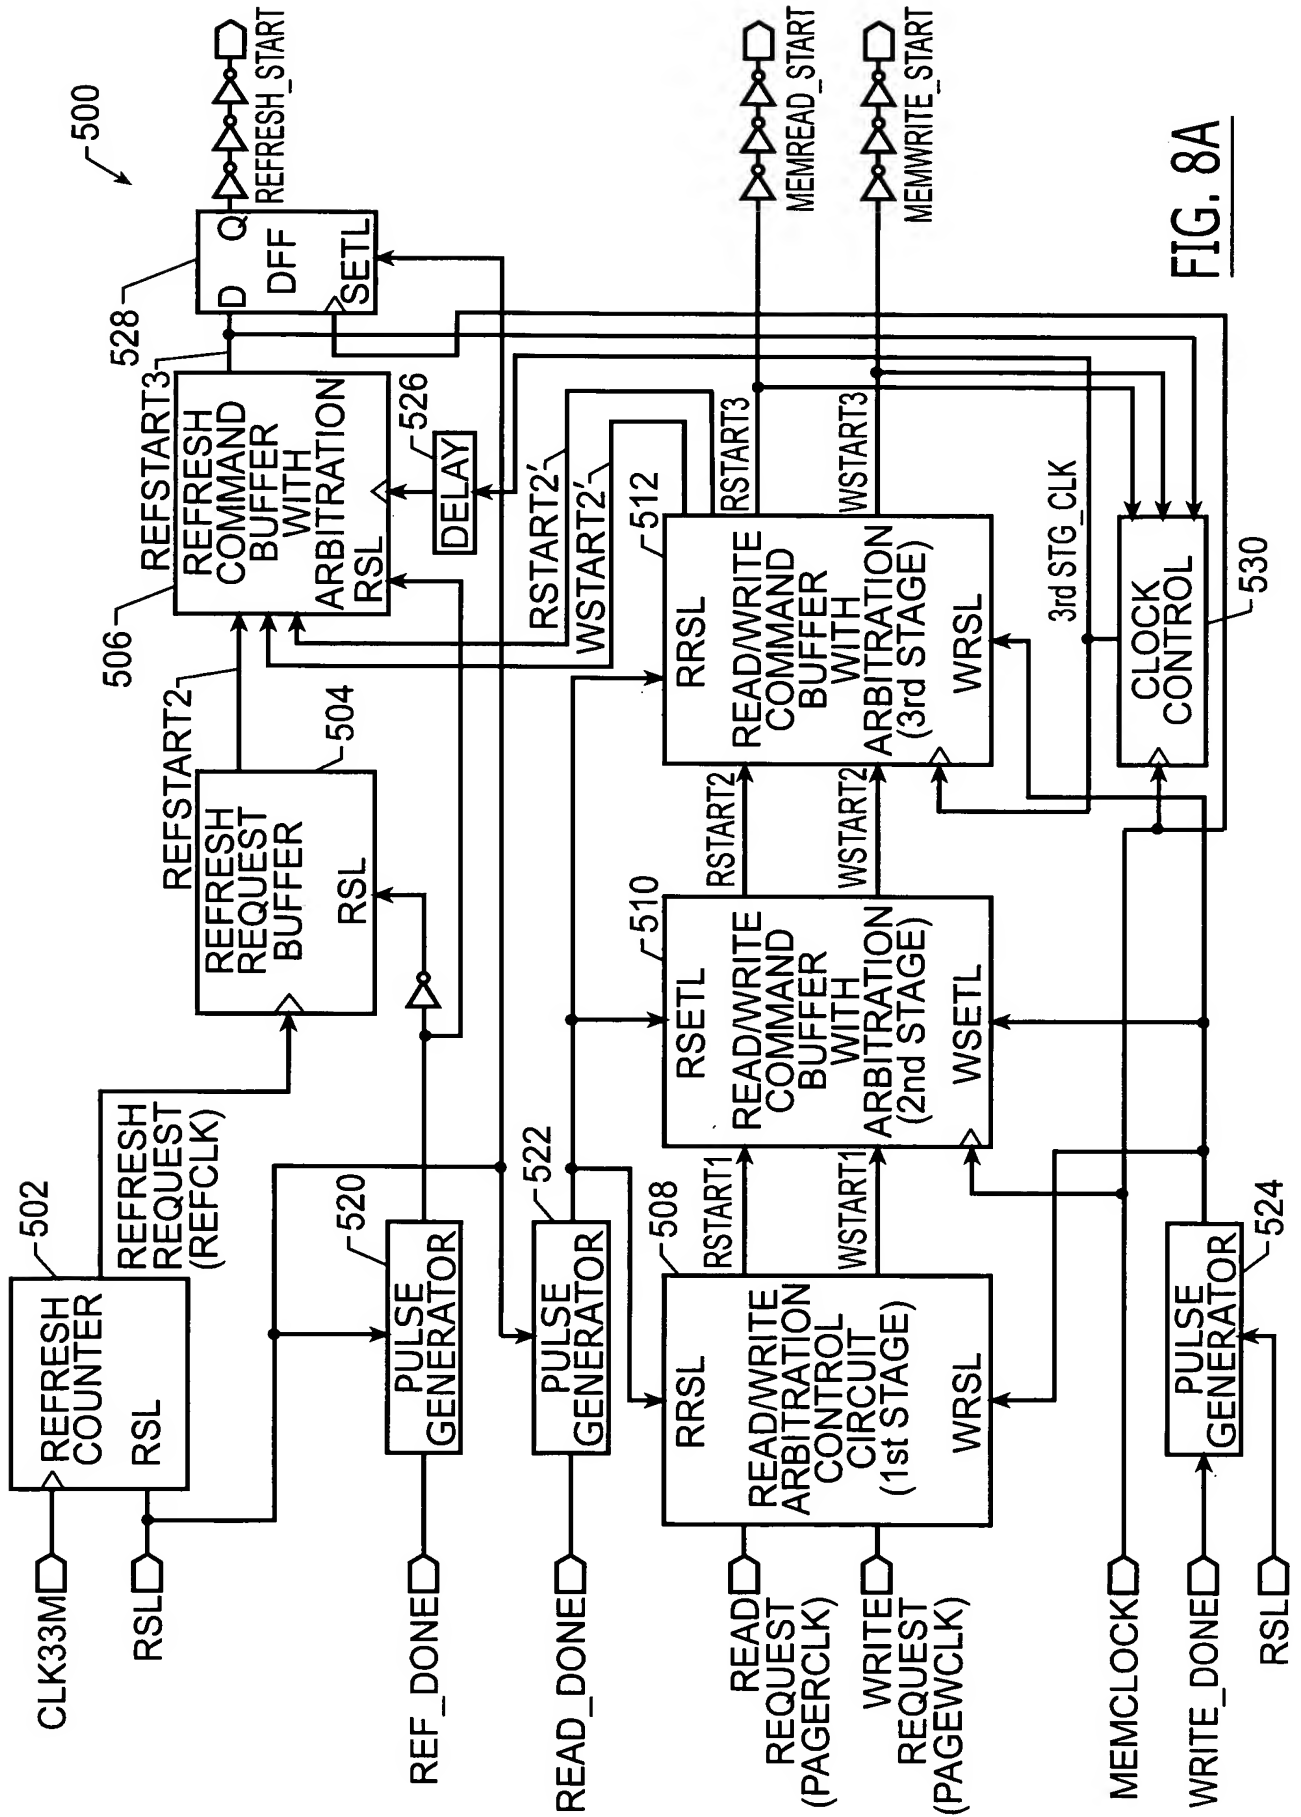 500
CLK33M
RSL
502
REFRESH
COUNTER
RSL
REFRESH
REQUEST
(REFCLK)
REFSTART2
504
REFRESH
REQUEST
BUFFER
RSL
506
REFSTART3
REFRESH
COMMAND
BUFFER
WITH
ARBITRATION
RSL
528
D
Q
DFF
SETL
REFRESH_START
REF_DONE
520
PULSE
GENERATOR
526
DELAY
READ_DONE
522
PULSE
GENERATOR
RSTART2'
WSTART2'
READ
REQUEST
(PAGERCLK)
WRITE
REQUEST
(PAGEWCLK)
508
RRSL
READ/WRITE
ARBITRATION
CONTROL
CIRCUIT
(1st STAGE)
WRSL
RSTART1
WSTART1
510
RSETL
READ/WRITE
COMMAND
BUFFER
WITH
ARBITRATION
(2nd STAGE)
WSETL
RSTART2
WSTART2
512
RRSL
READ/WRITE
COMMAND
BUFFER
WITH
ARBITRATION
(3rd STAGE)
WRSL
RSTART3
WSTART3
MEMREAD_START
MEMWRITE_START
3rd STG_CLK
MEMCLOCK
CLOCK
CONTROL
530
WRITE_DONE
524
PULSE
GENERATOR
RSL
FIG. 8A